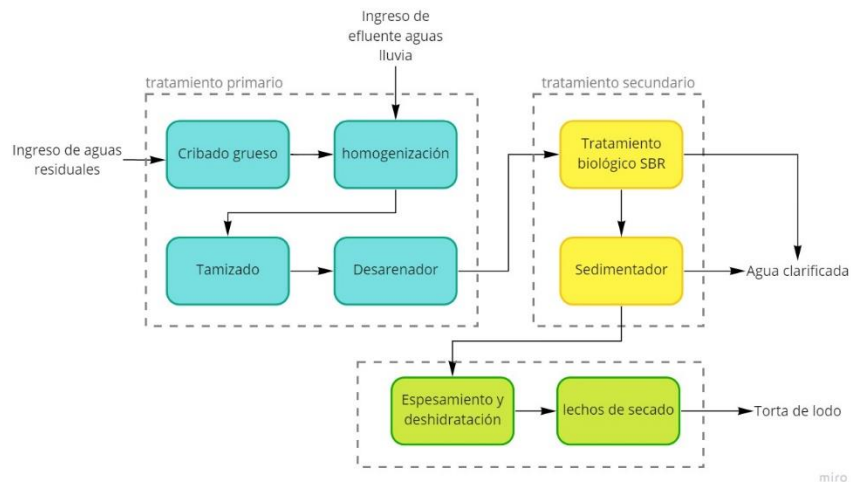 Ingreso de
efluente aguas
lluvia
tratamiento primario
tratamiento secundario
Ingreso de aguas
residuales
Cribado grueso
homogenización
Tratamiento
biológico SBR
Tamizado
Desarenador
Sedimentador
Agua clarificada
Espesamiento y
deshidratación
lechos de secado
Torta de lodo
miro